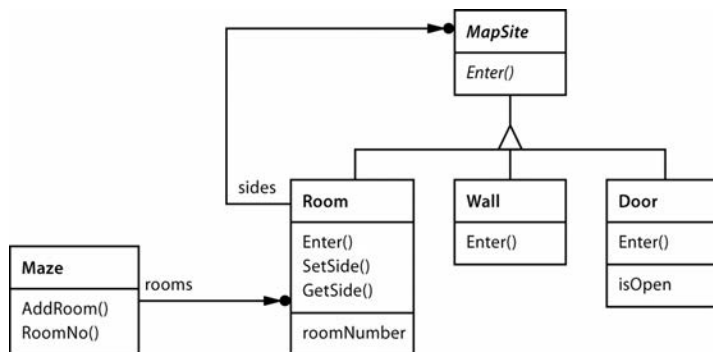 MapSite
Enter()
sides
Room
Enter()
SetSide()
GetSide()
roomNumber
Wall
Enter()
Door
Enter()
isOpen
Maze
AddRoom()
RoomNo()
rooms